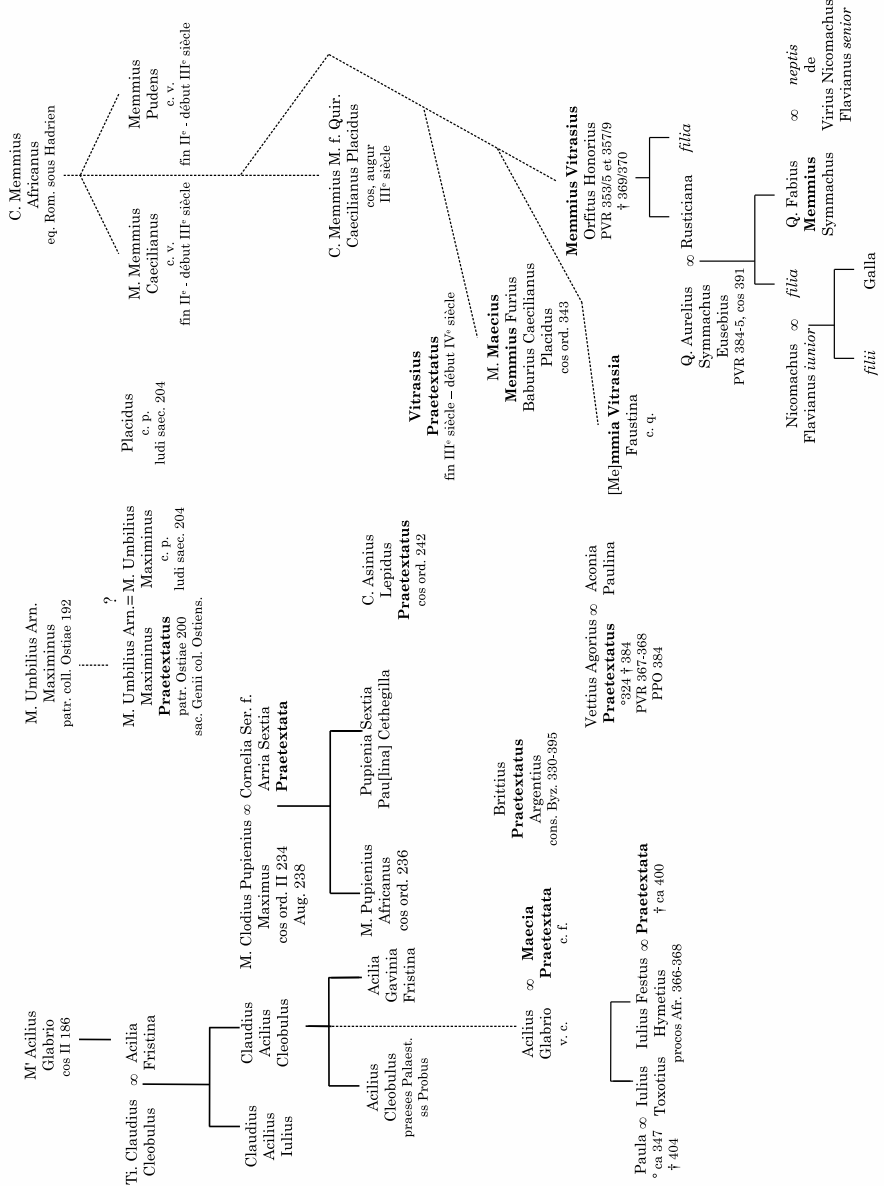 M' Acilius
Glabrio
cos II 186
Ti. Claudius ∞ Acilia
Cleobulus Fristina
Claudius
Acilius
Iulius
Claudius
Acilius
Cleobulus
Acilius
Cleobulus
praeses Palaest.
ss Probus
Acilia
Gavinia
Fristina
Acilius ∞ Maecia
Glabrio Praetextata
v. c. c. f.
Paula ∞ Iulius Iulius Festus ∞ Praetextata
° ca 347 Toxotius Hymetius † ca 400
† 404 procos Afr. 366-368
M. Clodius Pupienius ∞ Cornelia Ser. f.
Maximus Arria Sextia
cos ord. II 234 Praetextata
Aug. 238
M. Pupienius
Africanus
cos ord. 236
Pupienia Sextia
Pau[lina] Cethegilla
Brittius
Praetextatus
Argentius
cons. Byz. 330-395
M. Umbilius Arn.
Maximinus
patr. coll. Ostiae 192
?
M. Umbilius Arn. = M. Umbilius
Maximinus Maximinus
Praetextatus c. p.
patr. Ostiae 200 ludi saec. 204
sac. Genii col. Ostiens.
C. Asinius
Lepidus
Praetextatus
cos ord. 242
Vettius Agorius ∞ Aconia
Praetextatus Paulina
°324 † 384
PVR 367-368
PPO 384
Placidus
c. p.
ludi saec. 204
C. Memmius
Africanus
eq. Rom. sous Hadrien
M. Memmius
Caecilianus
c. v.
fin IIe - début IIIe siècle
Memmius
Pudens
c. v.
fin IIe - début IIIe siècle
C. Memmius M. f. Quir.
Caecilianus Placidus
cos, augur
IIIe siècle
Vitrasius
Praetextatus
fin IIIe siècle – début IVe siècle
M. Maecius
Memmius Furius
Baburius Caecilianus
Placidus
cos ord. 343
Memmius Vitrasius
Orfitus Honorius
PVR 353/5 et 357/9
† 369/370
[Me]mmia Vitrasia
Faustina
c. q.
Q. Aurelius ∞ Rusticiana filia
Symmachus
Eusebius
PVR 384-5, cos 391
Nicomachus ∞ filia
Flavianus iunior
Q. Fabius ∞ neptis
Memmius de
Symmachus Virius Nicomachus
Flavianus senior
filii Galla